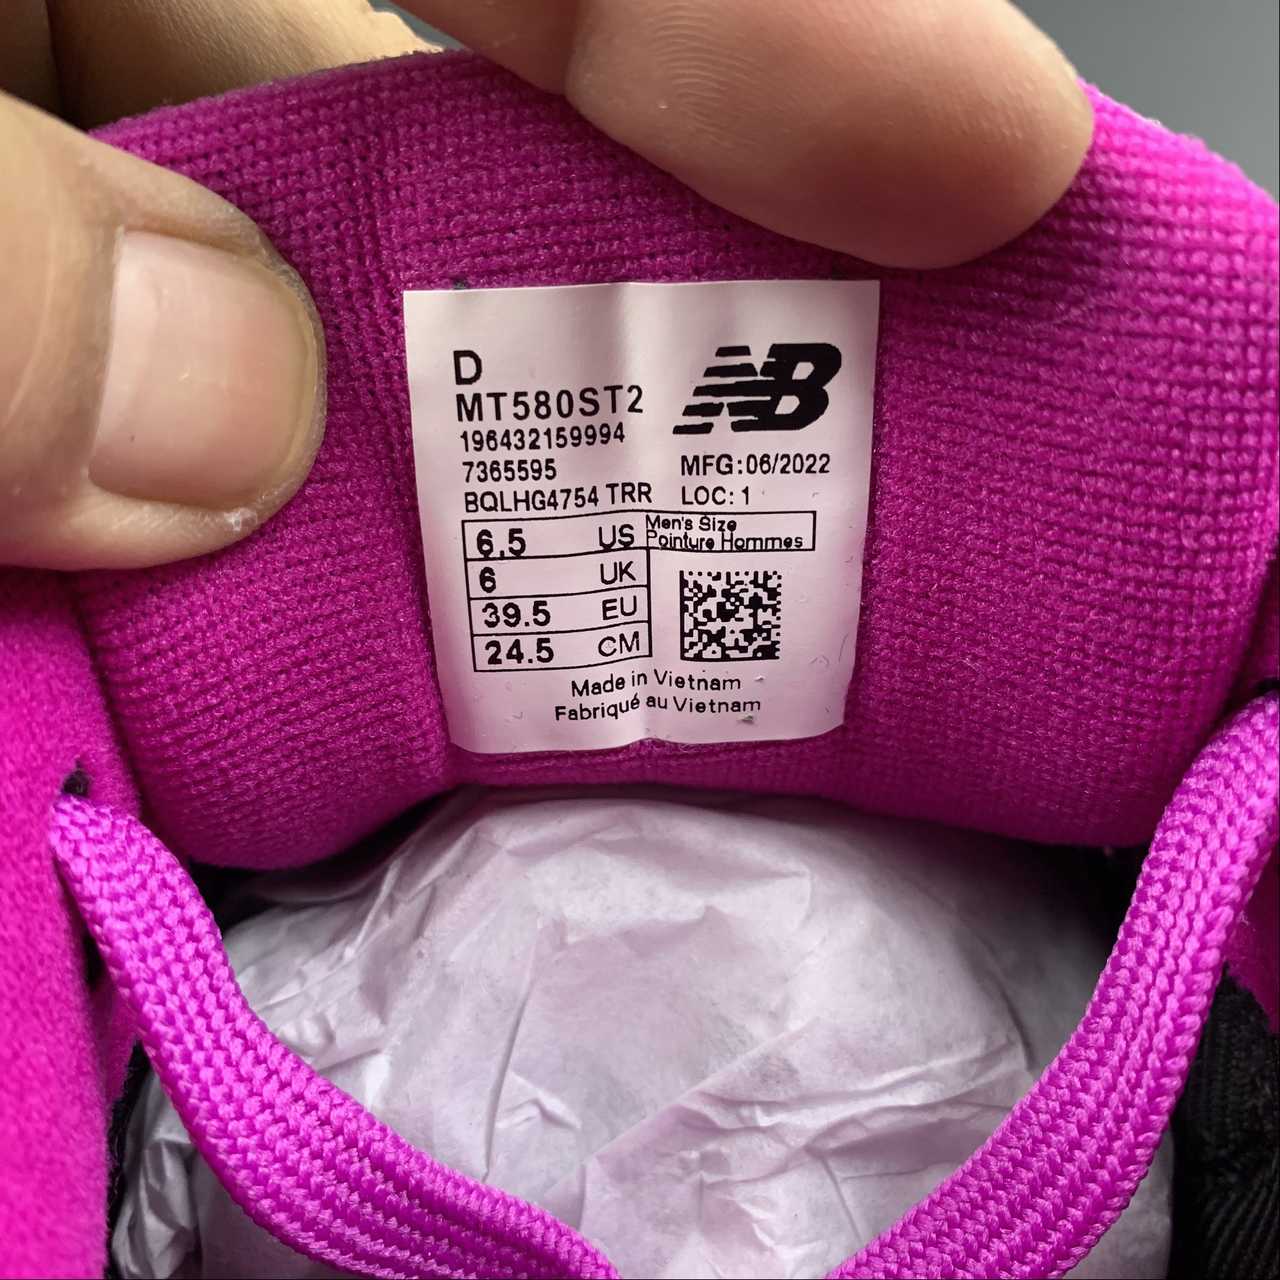 D
MT580ST2
NB
196432159994
7365595
MFG:06/2022
BQLHG4754 TRR
LOC: 1
6.5 US
Men's Size
Pointure Hommes
6 UK
39.5 EU
24.5 CM
Made in Vietnam
Fabriqué au Vietnam